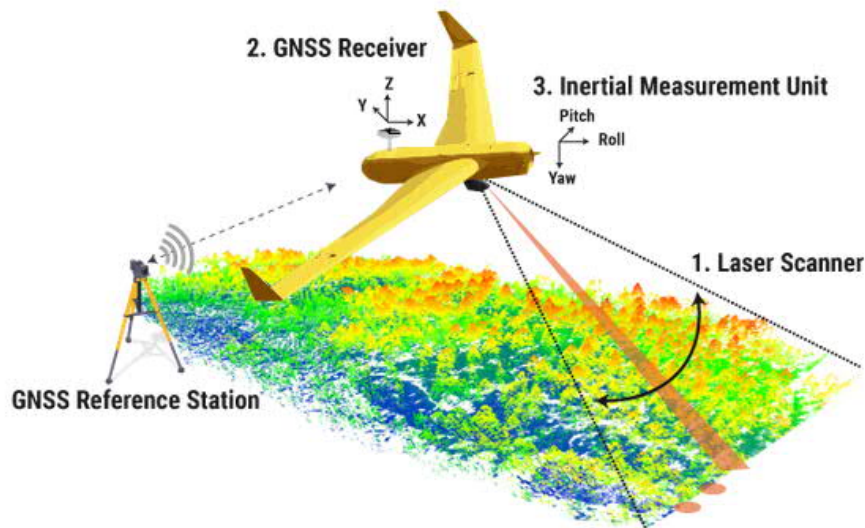 2. GNSS Receiver
3. Inertial Measurement Unit
Z
Y
X
Pitch
Roll
Yaw
1. Laser Scanner
GNSS Reference Station